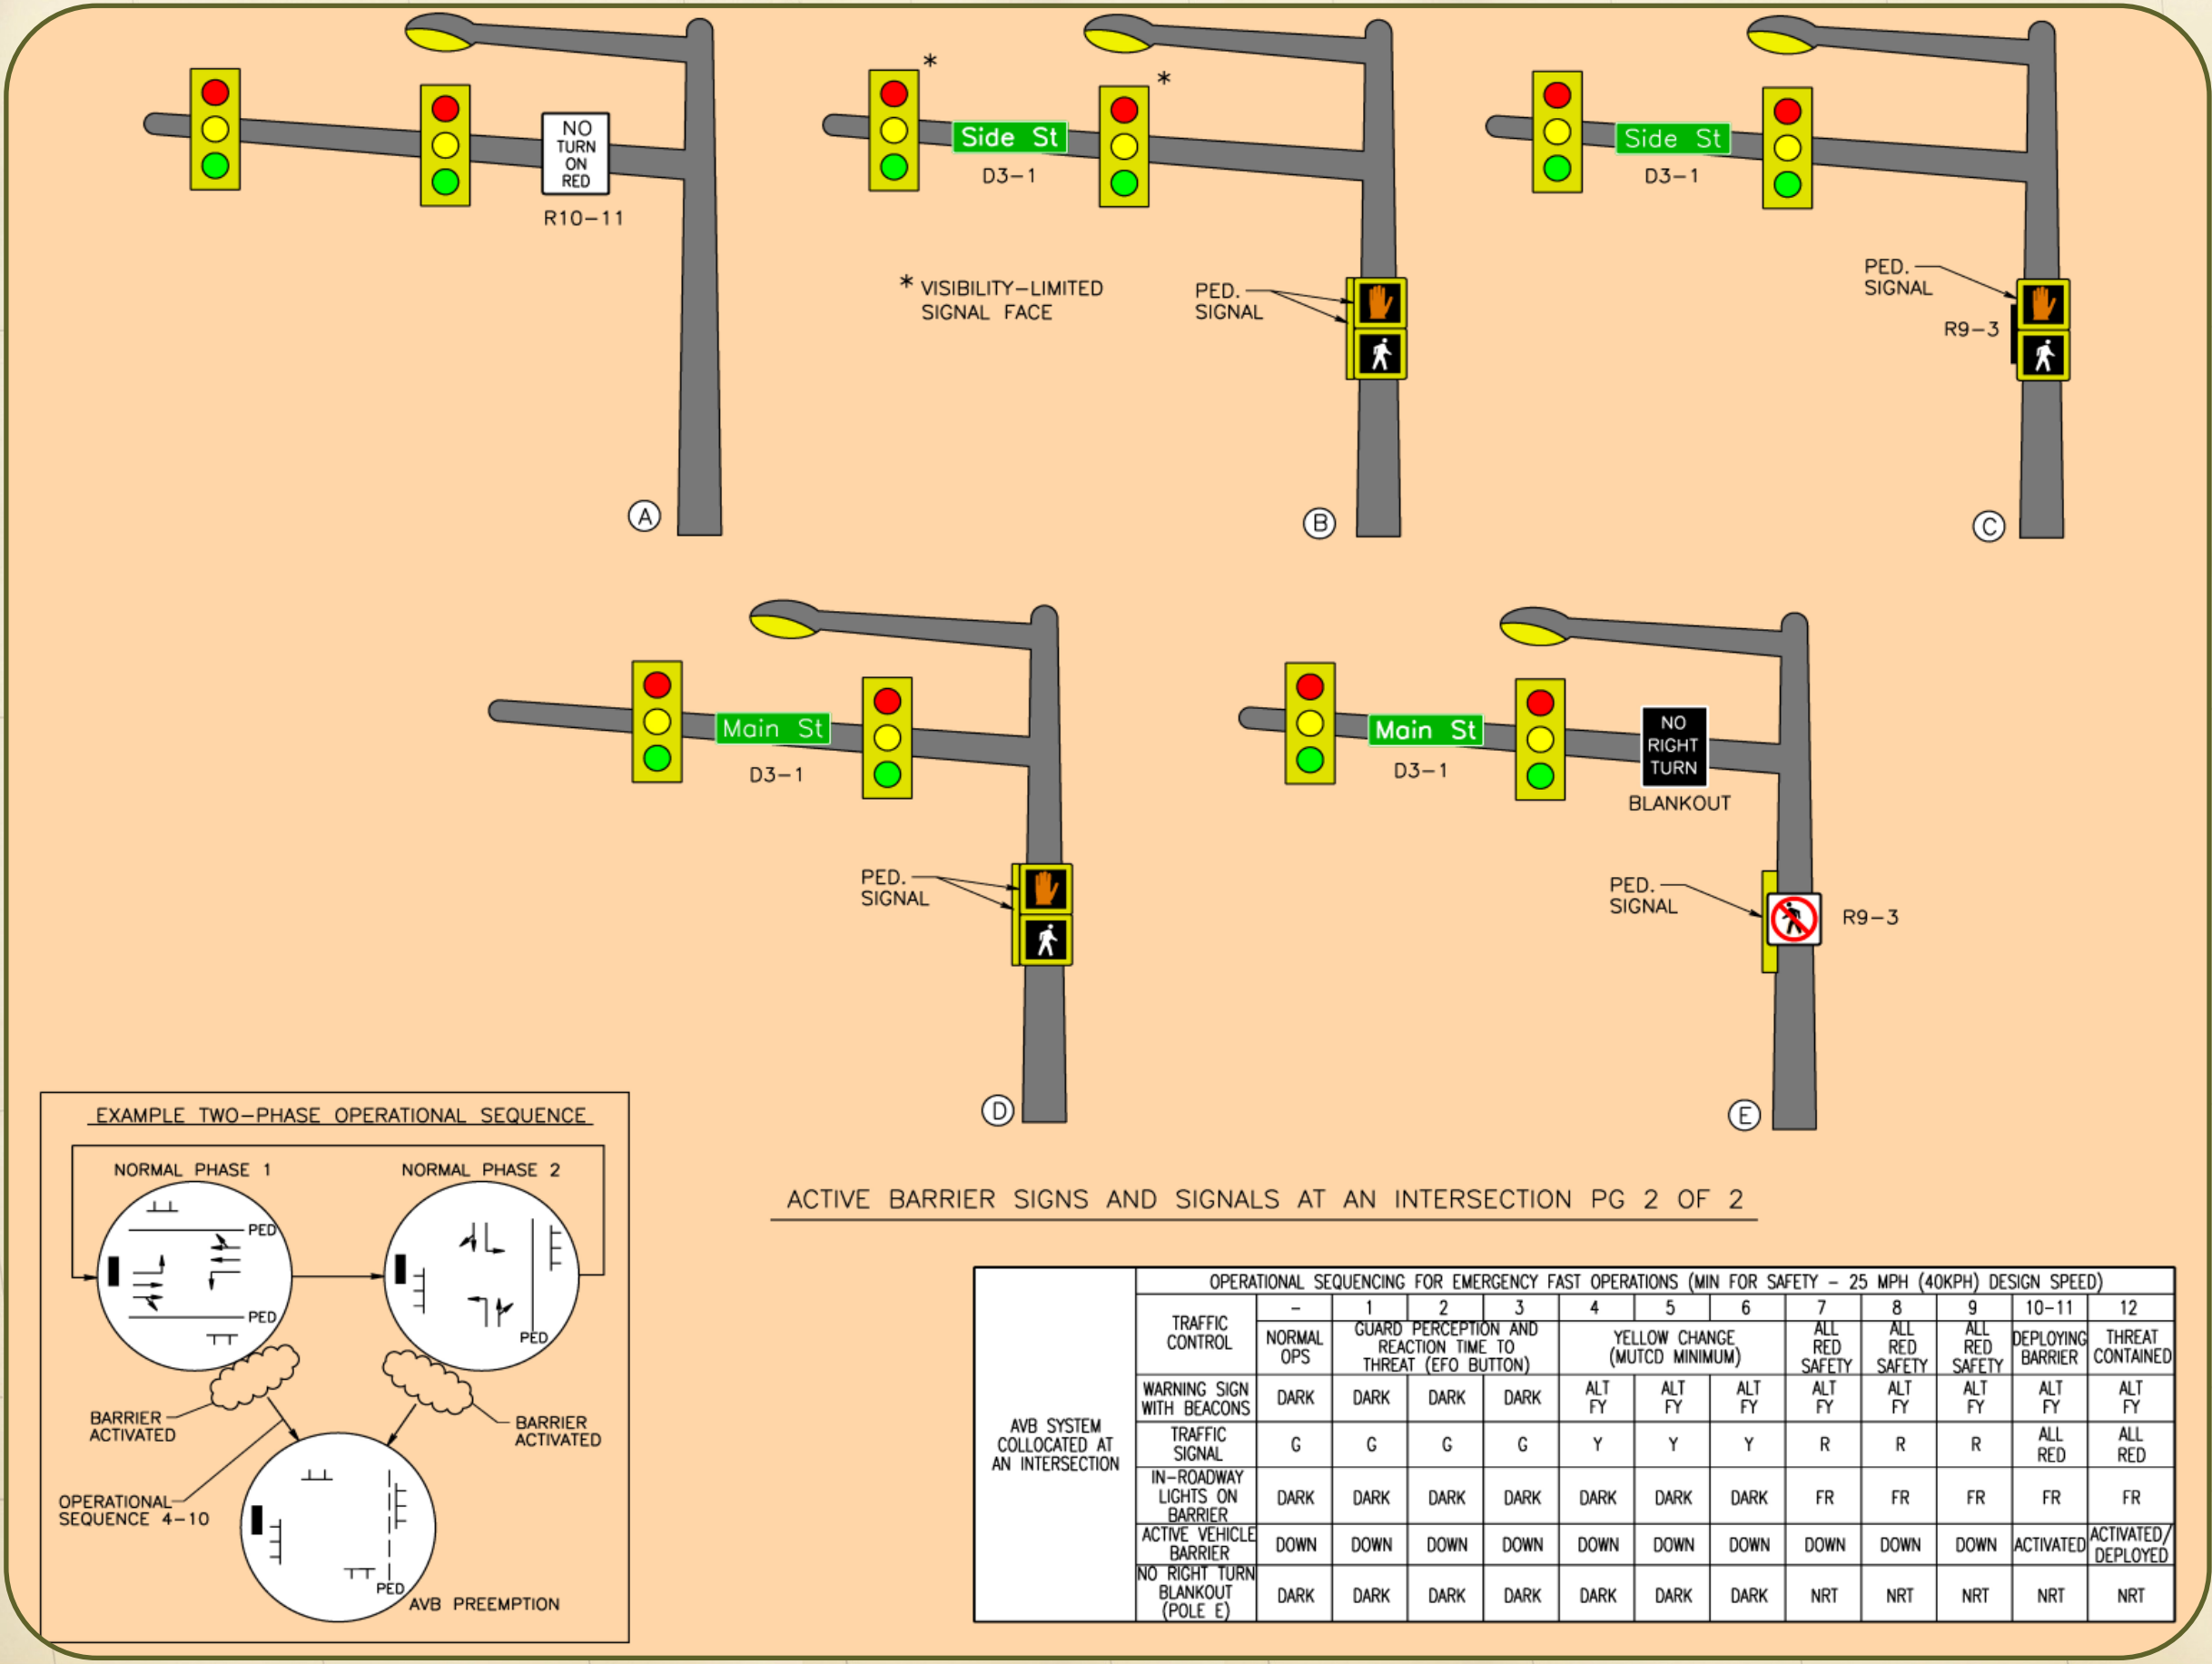 NO
TURN
ON
RED
R10-11
*
*
Side St
D3-1
* VISIBILITY-LIMITED
SIGNAL FACE
PED.
SIGNAL
Side St
D3-1
PED.
SIGNAL
R9-3
A
B
C
Main St
D3-1
PED.
SIGNAL
Main St
D3-1
NO
RIGHT
TURN
BLANKOUT
PED.
SIGNAL
R9-3
D
E
EXAMPLE TWO-PHASE OPERATIONAL SEQUENCE
NORMAL PHASE 1
NORMAL PHASE 2
PED
PED
PED
BARRIER
ACTIVATED
BARRIER
ACTIVATED
OPERATIONAL
SEQUENCE 4-10
PED
AVB PREEMPTION
ACTIVE BARRIER SIGNS AND SIGNALS AT AN INTERSECTION PG 2 OF 2
AVB SYSTEM
COLLOCATED AT
AN INTERSECTION
OPERATIONAL SEQUENCING FOR EMERGENCY FAST OPERATIONS (MIN FOR SAFETY - 25 MPH (40KPH) DESIGN SPEED)
TRAFFIC
CONTROL
- 1 2 3 4 5 6 7 8 9 10-11 12
NORMAL
OPS
GUARD PERCEPTION AND
REACTION TIME TO
THREAT (EFO BUTTON)
YELLOW CHANGE
(MUTCD MINIMUM)
ALL
RED
SAFETY
ALL
RED
SAFETY
ALL
RED
SAFETY
DEPLOYING
BARRIER
THREAT
CONTAINED
WARNING SIGN
WITH BEACONS
DARK DARK DARK DARK ALT FY ALT FY ALT FY ALT FY ALT FY ALT FY ALT FY ALT FY
TRAFFIC
SIGNAL
G G G G Y Y Y R R R ALL RED ALL RED
IN-ROADWAY
LIGHTS ON
BARRIER
DARK DARK DARK DARK DARK DARK DARK FR FR FR FR FR
ACTIVE VEHICLE
BARRIER
DOWN DOWN DOWN DOWN DOWN DOWN DOWN DOWN DOWN DOWN ACTIVATED ACTIVATED/ DEPLOYED
NO RIGHT TURN
BLANKOUT
(POLE E)
DARK DARK DARK DARK DARK DARK DARK NRT NRT NRT NRT NRT